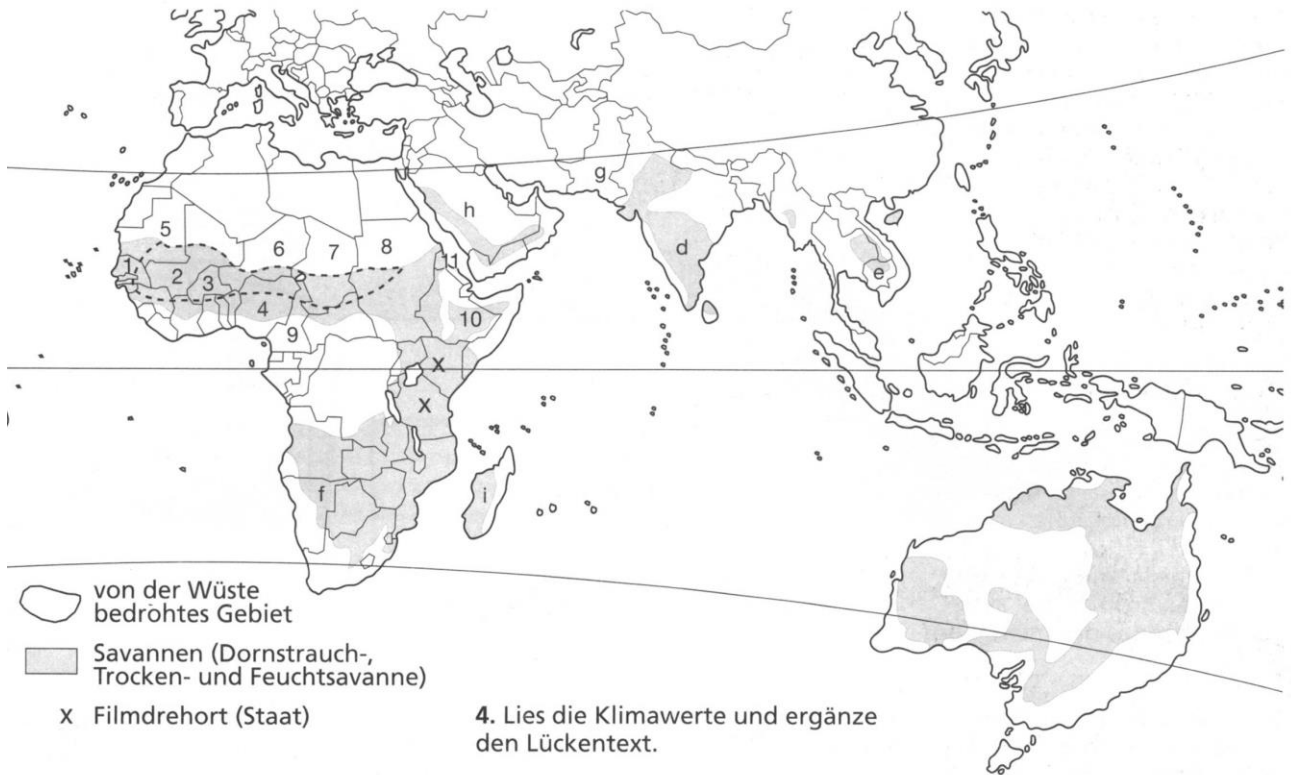 g
h
5
6
7
8
11
1
2
3
4
9
10
d
e
X
X
f
i
von der Wüste
bedrohtes Gebiet
Savannen (Dornstrauch-,
Trocken- und Feuchtsavanne)
x Filmdrehort (Staat)
4. Lies die Klimawerte und ergänze
den Lückentext.